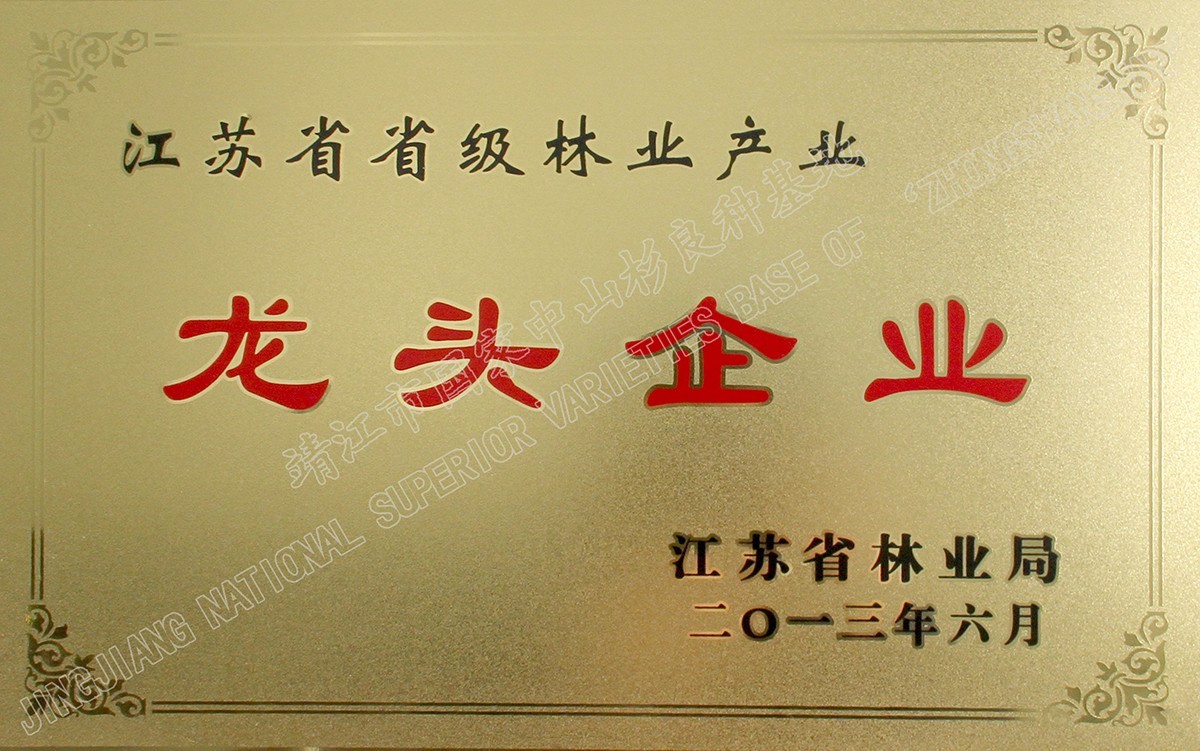 江苏省省级林业产业
龙头企业
江苏省林业局
二〇一三年六月
靖江市国家中山杉良种基地
JINGJIANG NATIONAL SUPERIOR VARIETIES BASE OF "ZHONGSHANSHAN"